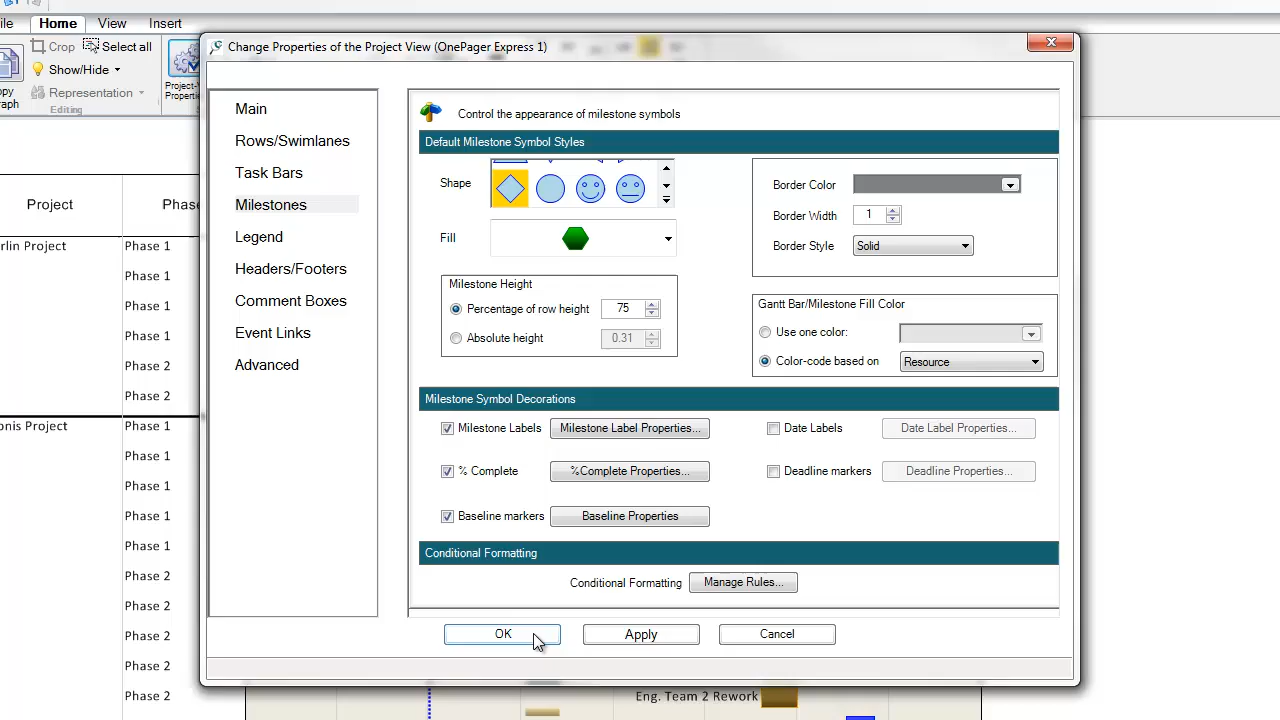 ile Home View Insert
Crop Select all
Show/Hide
Representation
Editing
opy
raph
Project-V
Properti
Project Phas
rlin Project Phase 1
Phase 1
Phase 1
Phase 1
Phase 2
Phase 2
onis Project Phase 1
Phase 1
Phase 1
Phase 1
Phase 1
Phase 2
Phase 2
Phase 2
Phase 2
Phase 2
Change Properties of the Project View (OnePager Express 1)
Main
Rows/Swimlanes
Task Bars
Milestones
Legend
Headers/Footers
Comment Boxes
Event Links
Advanced
Control the appearance of milestone symbols
Default Milestone Symbol Styles
Shape
Fill
Border Color
Border Width 1
Border Style Solid
Milestone Height
Percentage of row height 75
Absolute height 0.31
Gantt Bar/Milestone Fill Color
Use one color:
Color-code based on Resource
Milestone Symbol Decorations
Milestone Labels Milestone Label Properties... Date Labels Date Label Properties...
% Complete %Complete Properties... Deadline markers Deadline Properties...
Baseline markers Baseline Properties
Conditional Formatting
Conditional Formatting Manage Rules...
OK Apply Cancel
Eng. Team 2 Rework